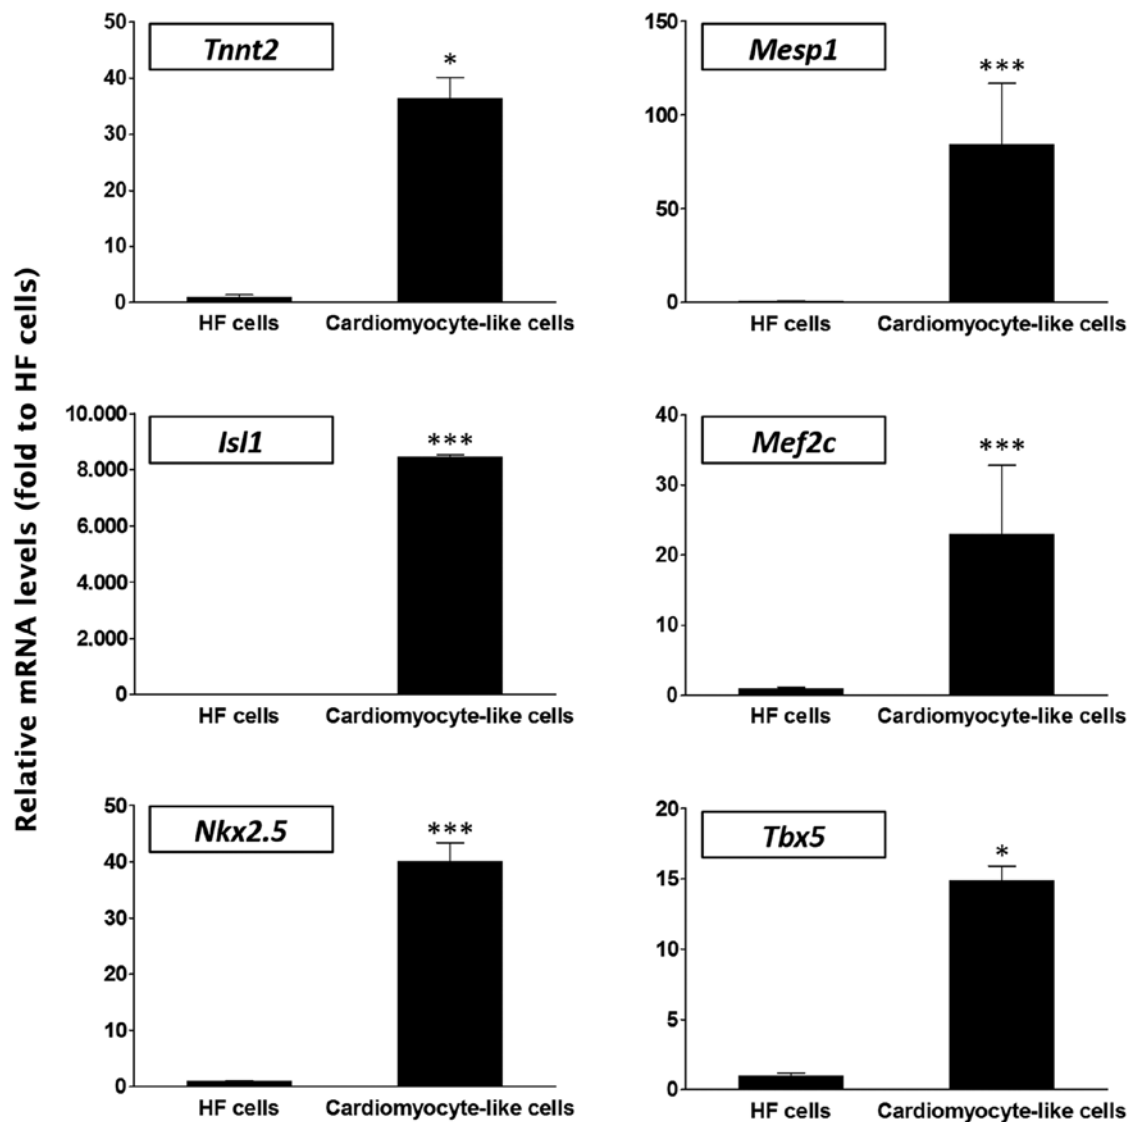 Relative mRNA levels (fold to HF cells)
Tnnt2
*
50
40
30
20
10
0
HF cells
Cardiomyocyte-like cells
Mesp1
***
150
100
50
0
HF cells
Cardiomyocyte-like cells
Isl1
***
10.000
8.000
6.000
4.000
2.000
0
HF cells
Cardiomyocyte-like cells
Mef2c
***
40
30
20
10
0
HF cells
Cardiomyocyte-like cells
Nkx2.5
***
50
40
30
20
10
0
HF cells
Cardiomyocyte-like cells
Tbx5
*
20
15
10
5
0
HF cells
Cardiomyocyte-like cells